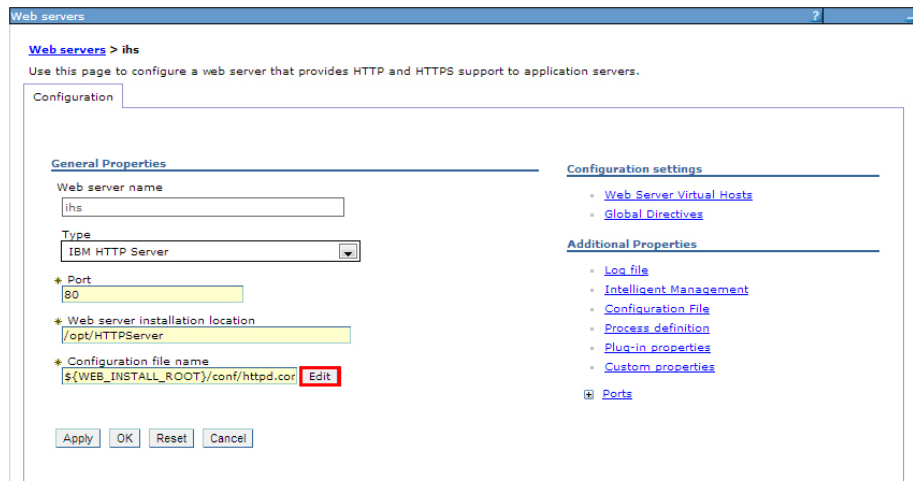 Web servers ? _
Web servers > ihs
Use this page to configure a web server that provides HTTP and HTTPS support to application servers.
Configuration
General Properties
Web server name
ihs
Type
IBM HTTP Server
* Port
80
* Web server installation location
/opt/HTTPServer
* Configuration file name
${WEB_INSTALL_ROOT}/conf/httpd.cor Edit
Apply OK Reset Cancel
Configuration settings
Web Server Virtual Hosts
Global Directives
Additional Properties
Log file
Intelligent Management
Configuration File
Process definition
Plug-in properties
Custom properties
+ Ports